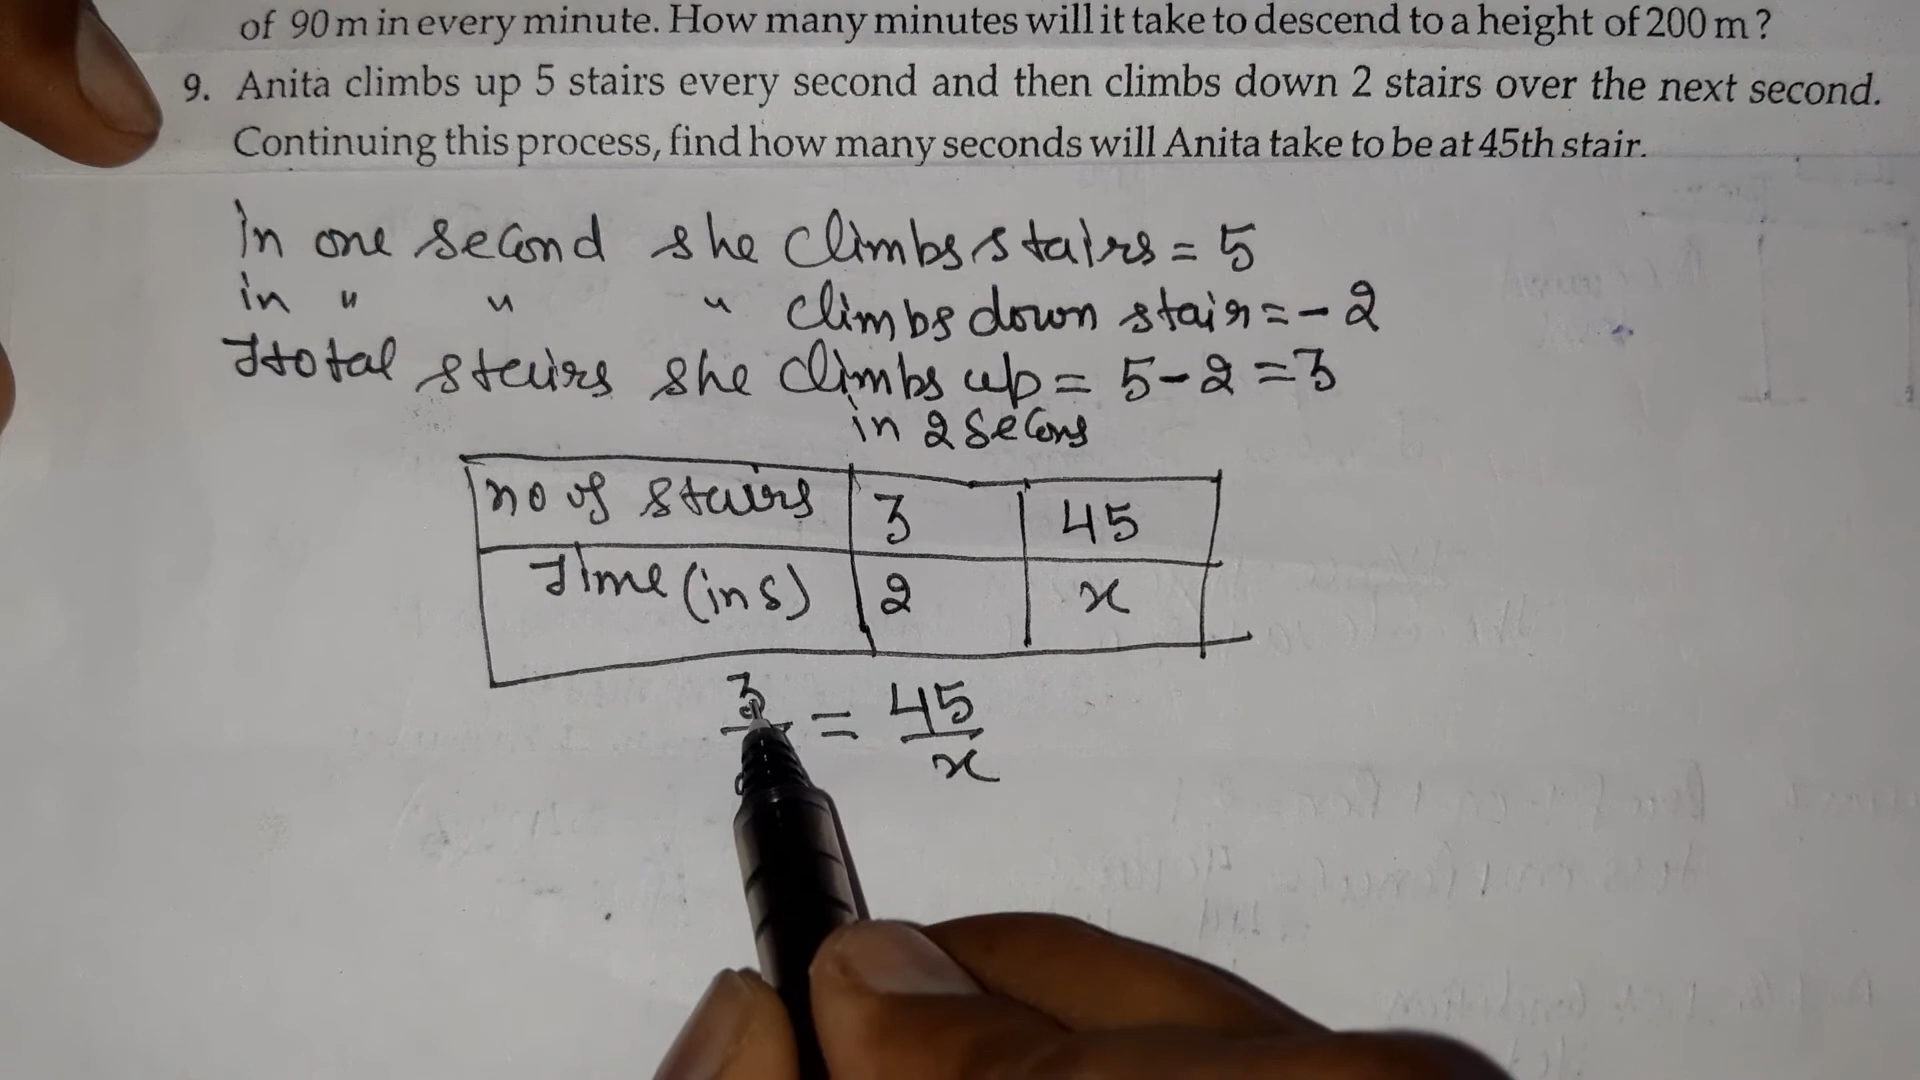 of 90 m in every minute. How many minutes will it take to descend to a height of 200 m?
9. Anita climbs up 5 stairs every second and then climbs down 2 stairs over the next second.
Continuing this process, find how many seconds will Anita take to be at 45th stair.
In one second she climbs stairs = 5
in " " " climbs down stair = - 2
Ttotal stairs she climbs up = 5 - 2 = 3
in 2 Secons
no of stairs 3 45
Time (in s) 2 x
3 = 45
x